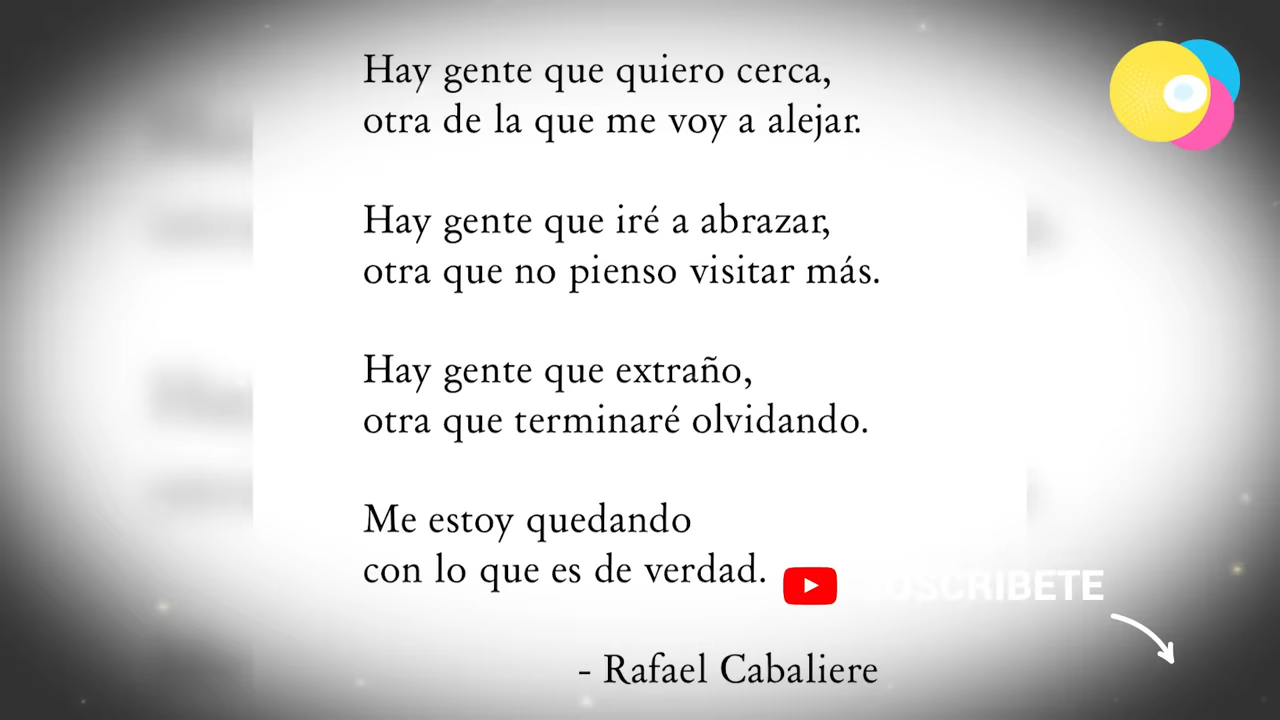 Hay gente que quiero cerca,
otra de la que me voy a alejar.
Hay gente que iré a abrazar,
otra que no pienso visitar más.
Hay gente que extraño,
otra que terminaré olvidando.
Me estoy quedando
con lo que es de verdad.
SUSCRIBETE
- Rafael Cabaliere